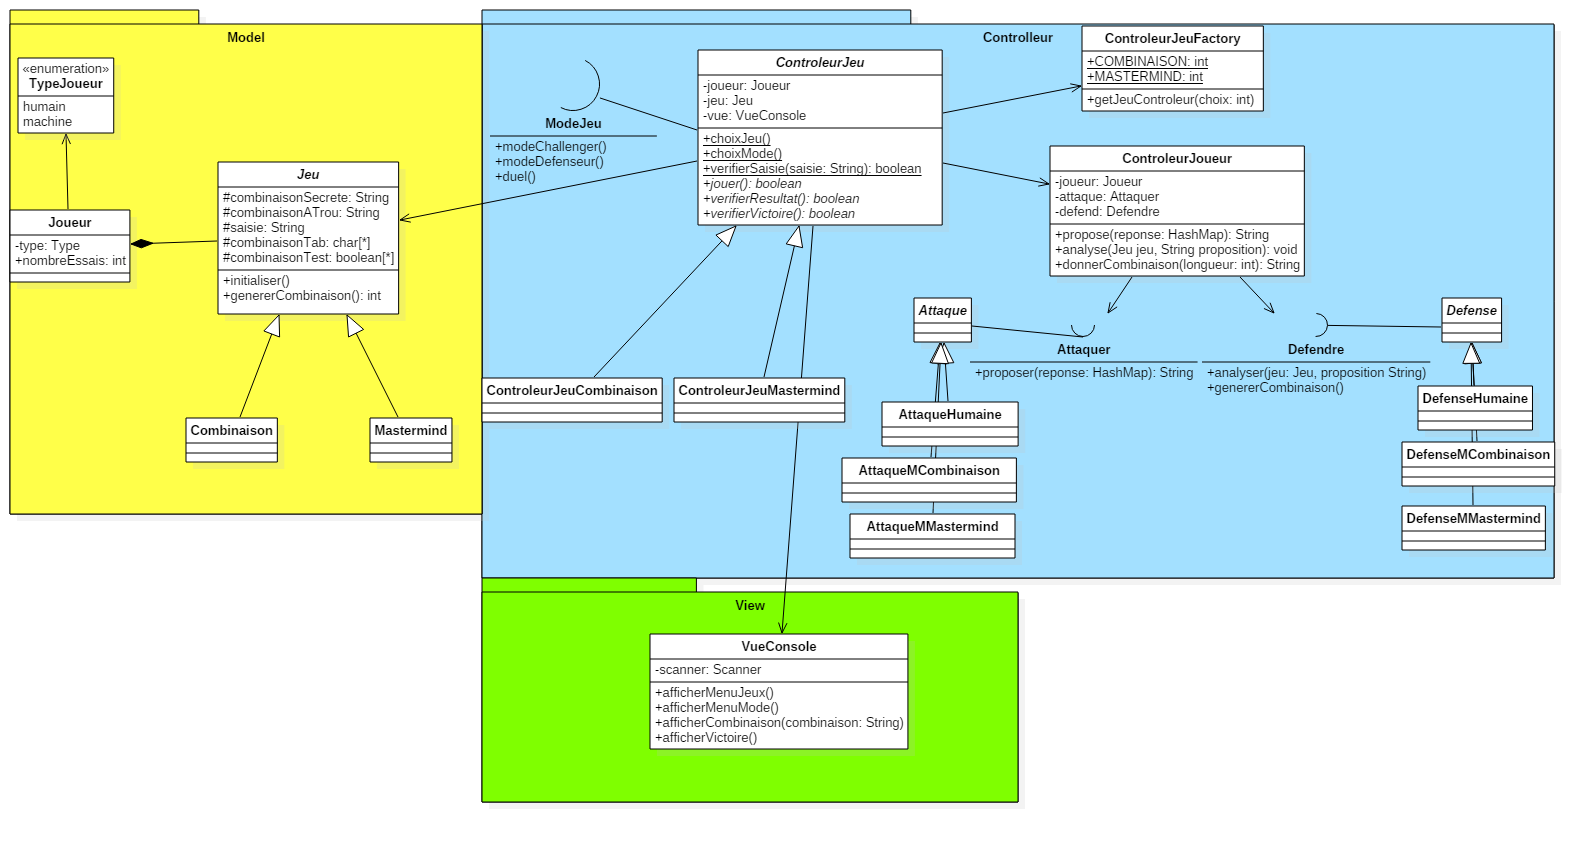 Model
«enumeration»
TypeJoueur
humain
machine
Joueur
-type: Type
+nombreEssais: int
Jeu
#combinaisonSecrete: String
#combinaisonATrou: String
#saisie: String
#combinaisonTab: char[*]
#combinaisonTest: boolean[*]
+initialiser()
+genererCombinaison(): int
Combinaison
Mastermind
Controlleur
ModeJeu
+modeChallenger()
+modeDefenseur()
+duel()
ControleurJeu
-joueur: Joueur
-jeu: Jeu
-vue: VueConsole
+choixJeu()
+choixMode()
+verifierSaisie(saisie: String): boolean
+jouer(): boolean
+verifierResultat(): boolean
+verifierVictoire(): boolean
ControleurJeuFactory
+COMBINAISON: int
+MASTERMIND: int
+getJeuControleur(choix: int)
ControleurJoueur
-joueur: Joueur
-attaque: Attaquer
-defend: Defendre
+propose(reponse: HashMap): String
+analyse(Jeu jeu, String proposition): void
+donnerCombinaison(longueur: int): String
Attaque
Attaquer
+proposer(reponse: HashMap): String
Defendre
+analyser(jeu: Jeu, proposition String)
+genererCombinaison()
Defense
ControleurJeuCombinaison
ControleurJeuMastermind
AttaqueHumaine
AttaqueMCombinaison
AttaqueMMastermind
DefenseHumaine
DefenseMCombinaison
DefenseMMastermind
View
VueConsole
-scanner: Scanner
+afficherMenuJeux()
+afficherMenuMode()
+afficherCombinaison(combinaison: String)
+afficherVictoire()